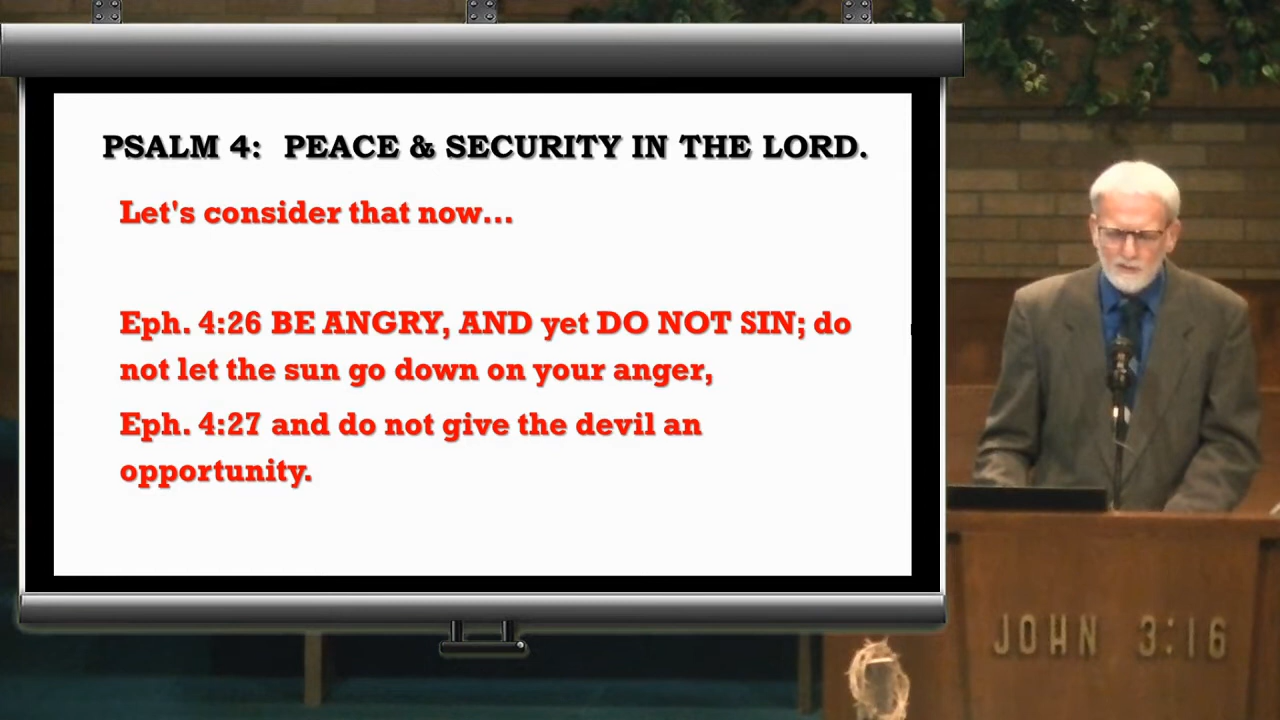 PSALM 4: PEACE & SECURITY IN THE LORD.
Let's consider that now...
Eph. 4:26 BE ANGRY, AND yet DO NOT SIN; do
not let the sun go down on your anger,
Eph. 4:27 and do not give the devil an
opportunity.
JOHN 3:16